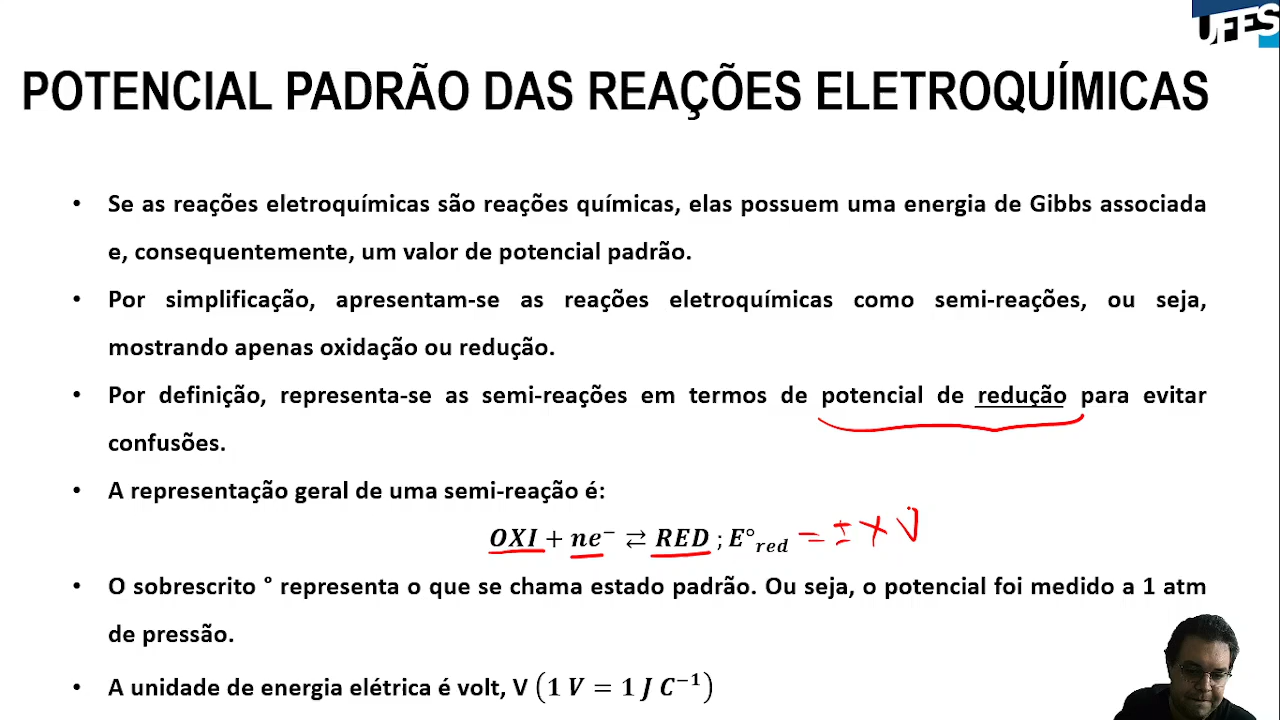 UFES
POTENCIAL PADRÃO DAS REAÇÕES ELETROQUÍMICAS
• Se as reações eletroquímicas são reações químicas, elas possuem uma energia de Gibbs associada
e, consequentemente, um valor de potencial padrão.
• Por simplificação, apresentam-se as reações eletroquímicas como semi-reações, ou seja,
mostrando apenas oxidação ou redução.
• Por definição, representa-se as semi-reações em termos de potencial de redução para evitar
confusões.
• A representação geral de uma semi-reação é:
OXI + ne⁻ ⇄ RED ; E°red = ± X V
• O sobrescrito ° representa o que se chama estado padrão. Ou seja, o potencial foi medido a 1 atm
de pressão.
• A unidade de energia elétrica é volt, V (1 V = 1 J C⁻¹)